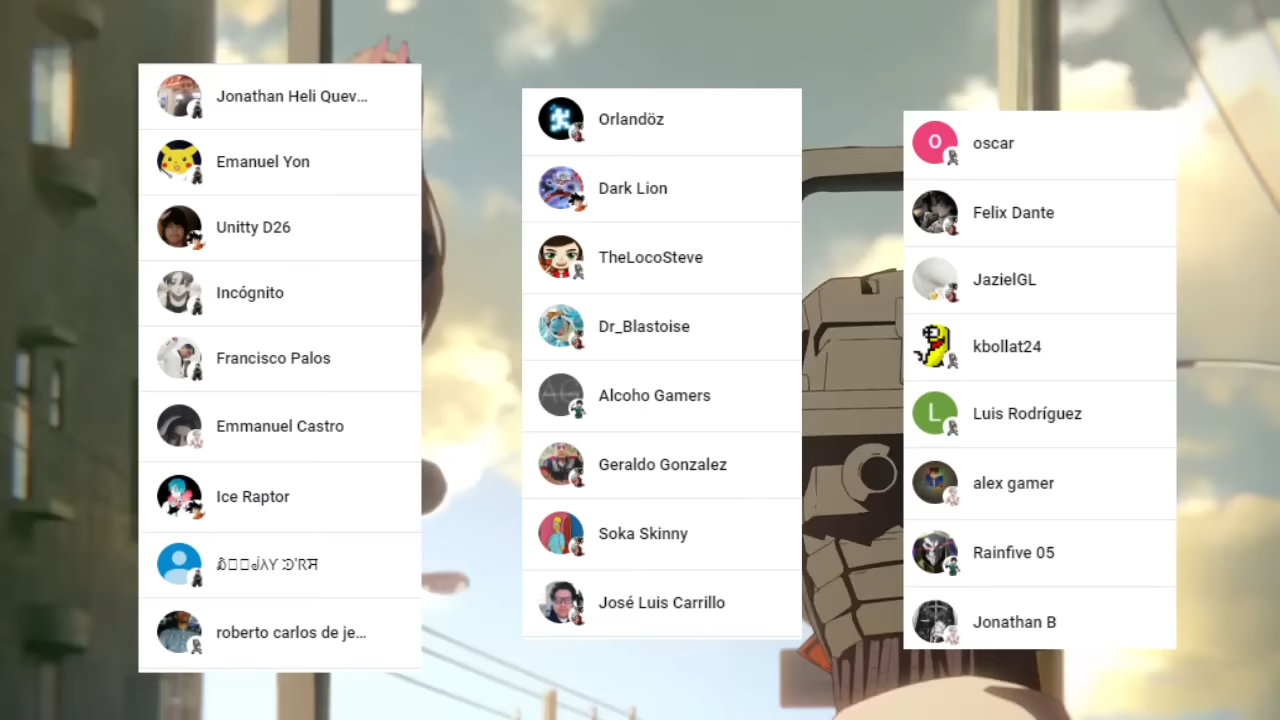 Jonathan Heli Quev...
Emanuel Yon
Unitty D26
Incógnito
Francisco Palos
Emmanuel Castro
Ice Raptor
roberto carlos de je...
Orlandöz
Dark Lion
TheLocoSteve
Dr_Blastoise
Alcoho Gamers
Geraldo Gonzalez
Soka Skinny
José Luis Carrillo
O
oscar
Felix Dante
JazielGL
kbollat24
L
Luis Rodríguez
alex gamer
Rainfive 05
Jonathan B